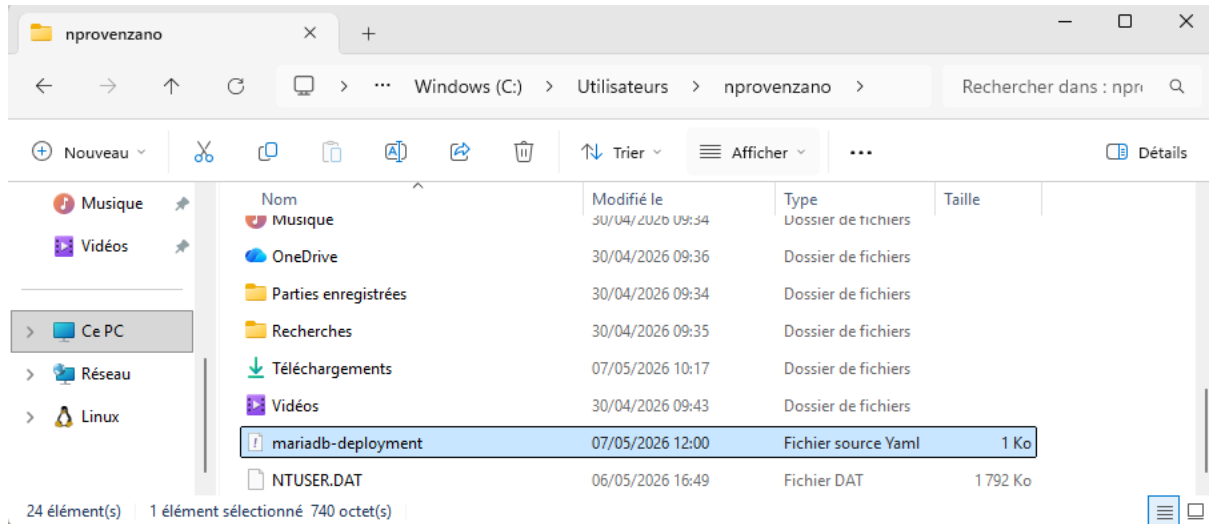 nprovenzano
Windows (C:) > Utilisateurs > nprovenzano >
Rechercher dans : npr
Nouveau
Trier
Afficher
Détails
Musique
Vidéos
Ce PC
Réseau
Linux
Nom Modifié le Type Taille
Musique 30/04/2026 09:34 Dossier de fichiers
OneDrive 30/04/2026 09:36 Dossier de fichiers
Parties enregistrées 30/04/2026 09:34 Dossier de fichiers
Recherches 30/04/2026 09:35 Dossier de fichiers
Téléchargements 07/05/2026 10:17 Dossier de fichiers
Vidéos 30/04/2026 09:43 Dossier de fichiers
mariadb-deployment 07/05/2026 12:00 Fichier source Yaml 1 Ko
NTUSER.DAT 06/05/2026 16:49 Fichier DAT 1 792 Ko
24 élément(s) 1 élément sélectionné 740 octet(s)